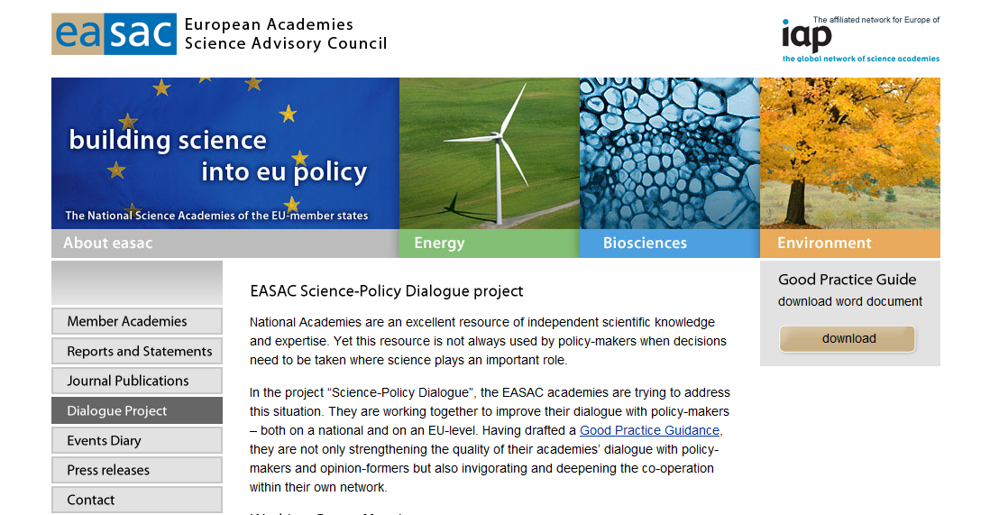 easac
European Academies
Science Advisory Council
The affiliated network for Europe of
iap
the global network of science academies
building science
into eu policy
The National Science Academies of the EU-member states
About easac
Energy
Biosciences
Environment
Member Academies
Reports and Statements
Journal Publications
Dialogue Project
Events Diary
Press releases
Contact
EASAC Science-Policy Dialogue project
National Academies are an excellent resource of independent scientific knowledge
and expertise. Yet this resource is not always used by policy-makers when decisions
need to be taken where science plays an important role.
In the project “Science-Policy Dialogue”, the EASAC academies are trying to address
this situation. They are working together to improve their dialogue with policy-makers
– both on a national and on an EU-level. Having drafted a Good Practice Guidance,
they are not only strengthening the quality of their academies’ dialogue with policy-
makers and opinion-formers but also invigorating and deepening the co-operation
within their own network.
Good Practice Guide
download word document
download